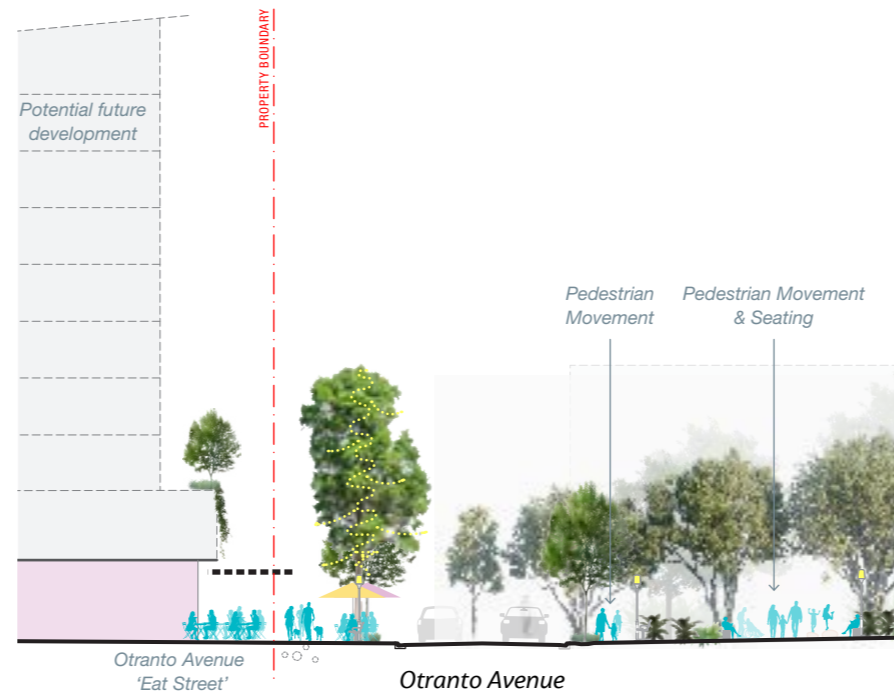 Potential future
development
PROPERTY BOUNDARY
Pedestrian
Movement
Pedestrian Movement
& Seating
Otranto Avenue
'Eat Street'
Otranto Avenue